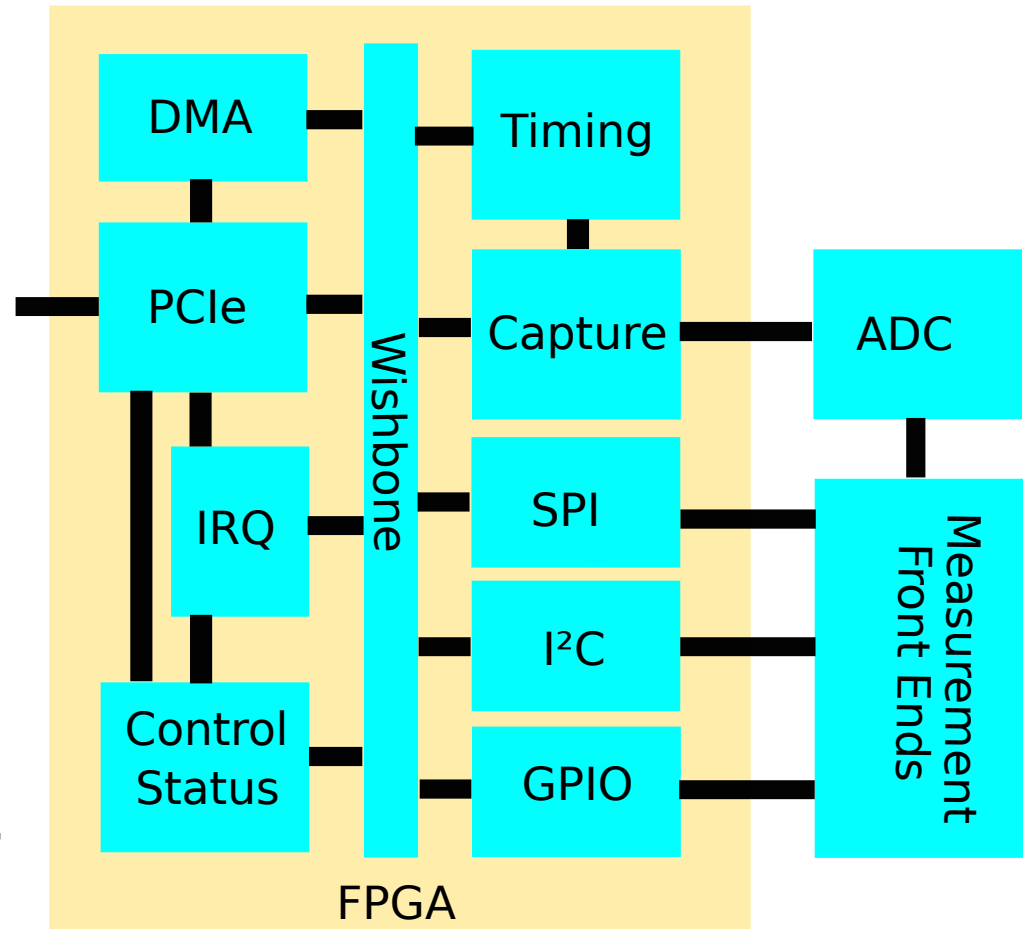 DMA
PCIe
IRQ
Control
Status
Wishbone
Timing
Capture
SPI
I²C
GPIO
ADC
Measurement
Front Ends
FPGA